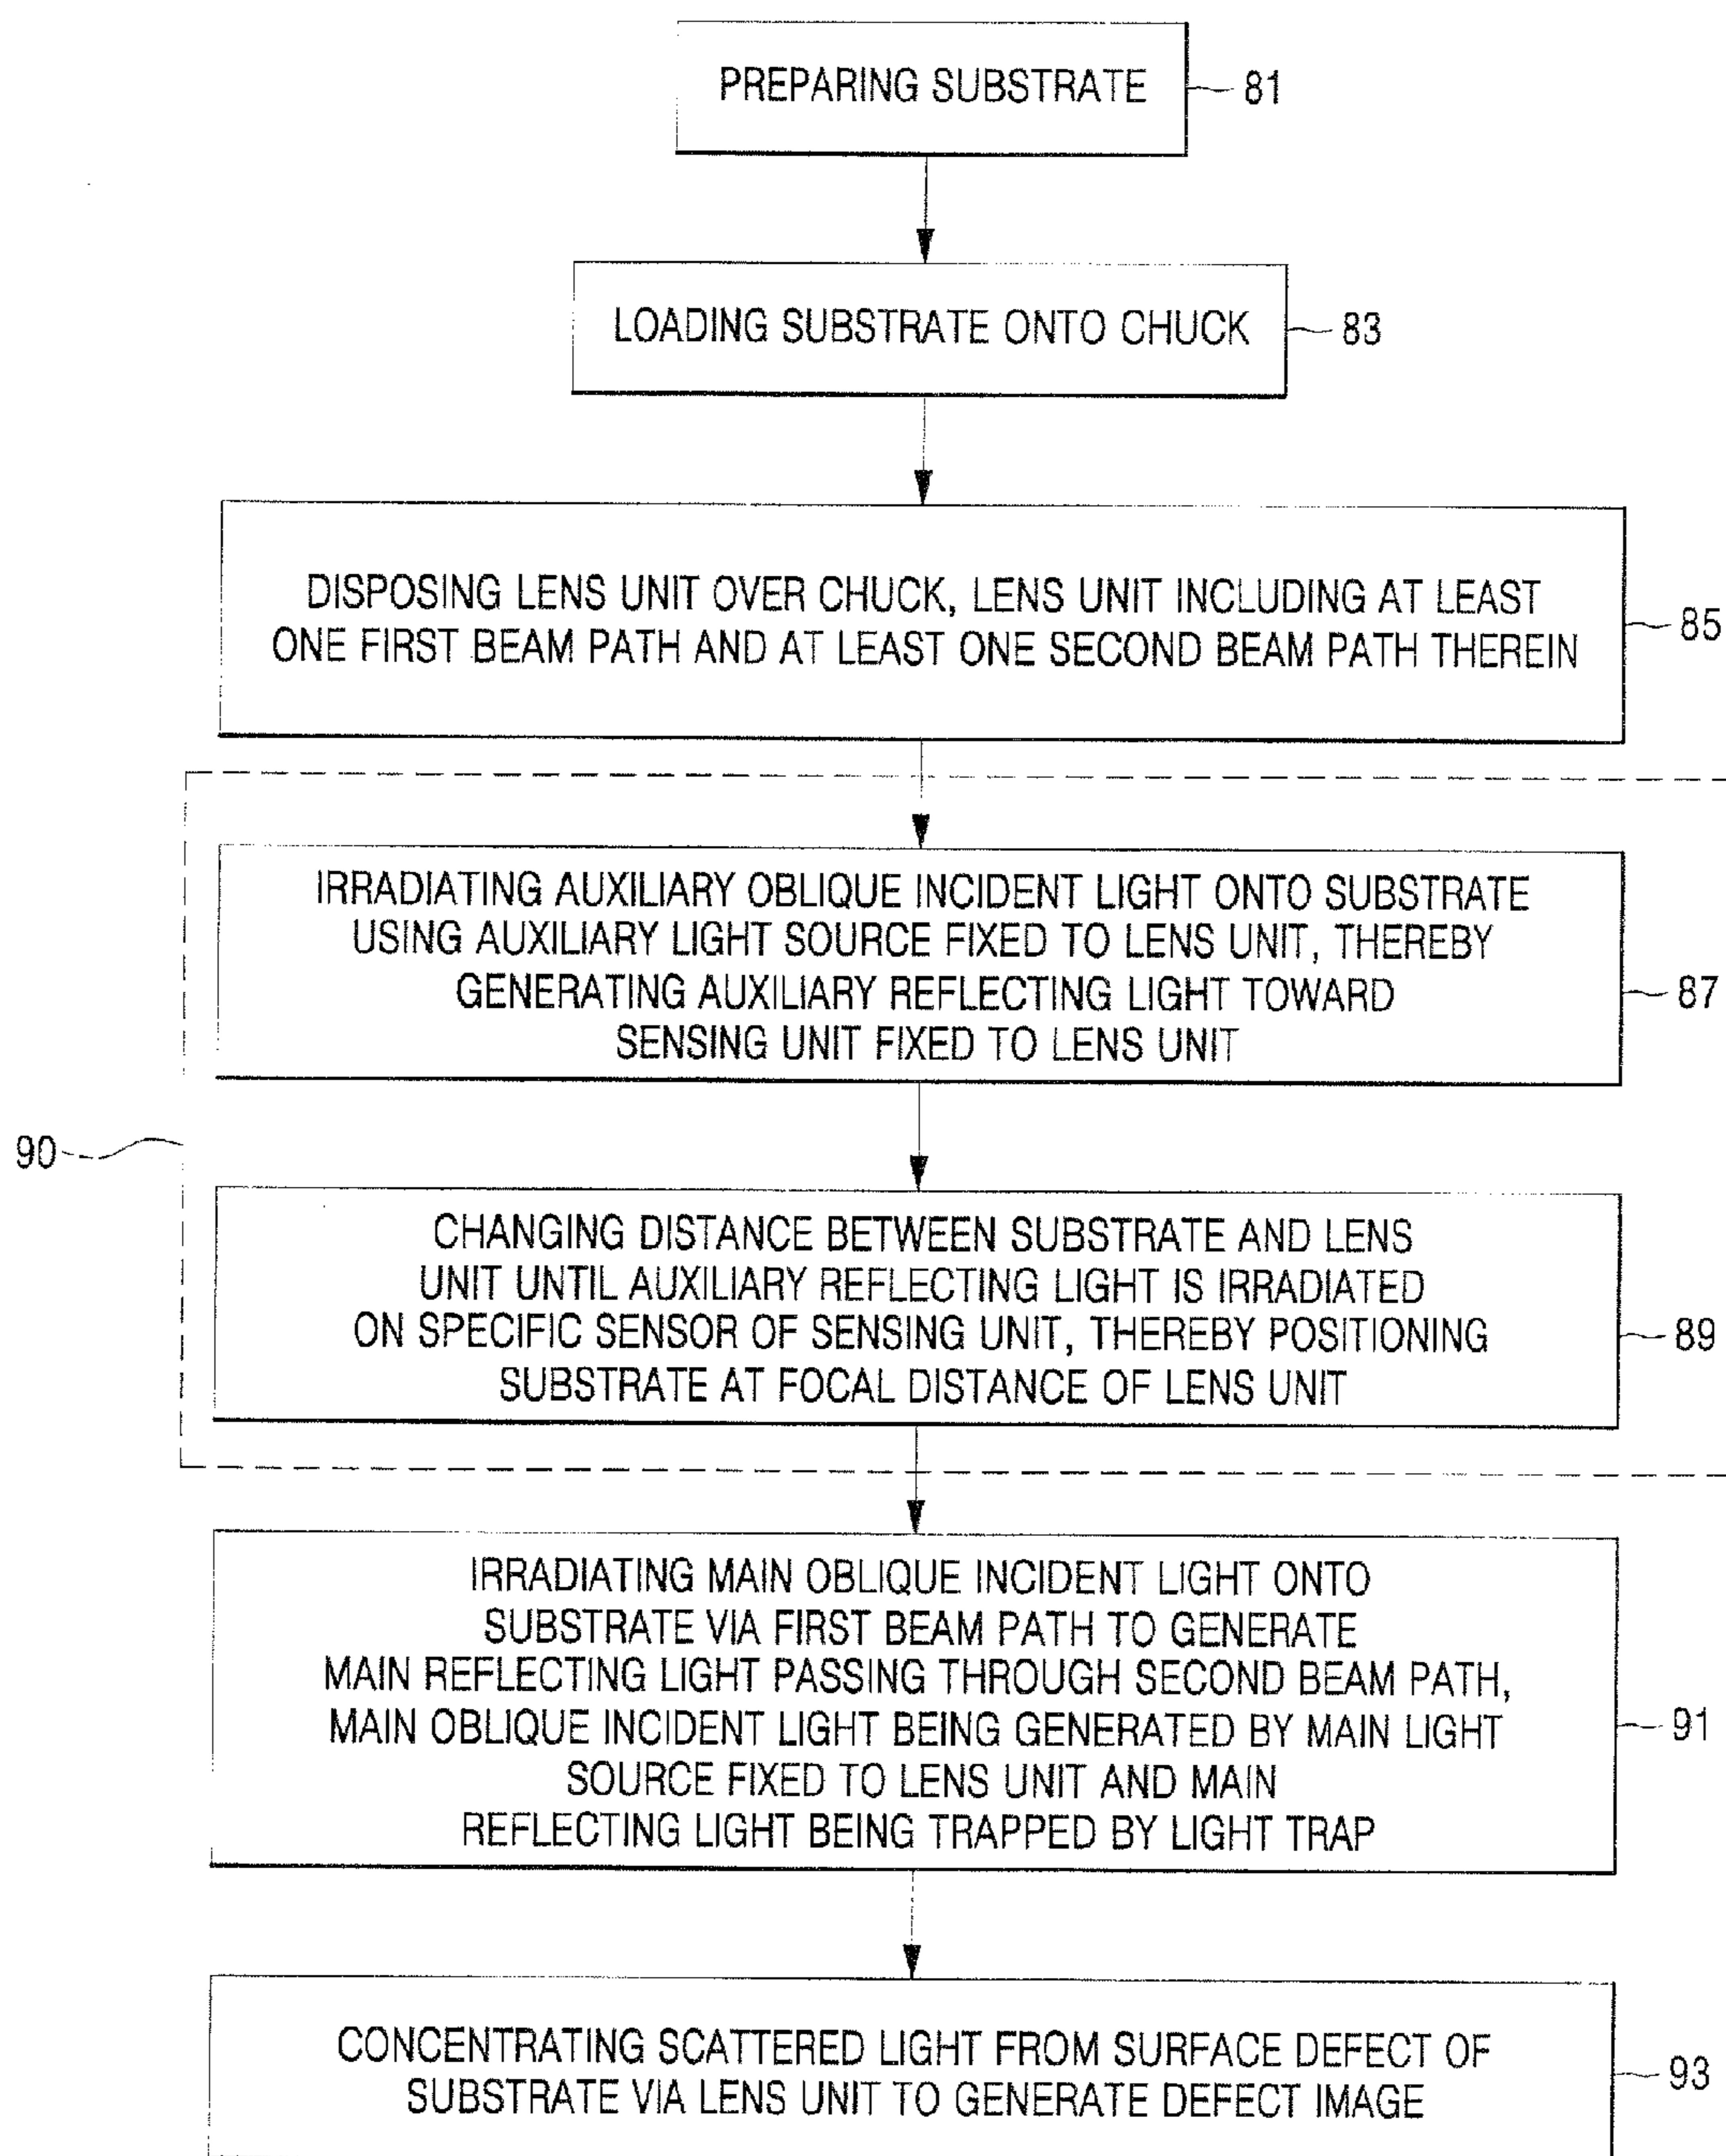 PREPARING SUBSTRATE
81
LOADING SUBSTRATE ONTO CHUCK
83
DISPOSING LENS UNIT OVER CHUCK, LENS UNIT INCLUDING AT LEAST
ONE FIRST BEAM PATH AND AT LEAST ONE SECOND BEAM PATH THEREIN
85
IRRADIATING AUXILIARY OBLIQUE INCIDENT LIGHT ONTO SUBSTRATE
USING AUXILIARY LIGHT SOURCE FIXED TO LENS UNIT, THEREBY
GENERATING AUXILIARY REFLECTING LIGHT TOWARD
SENSING UNIT FIXED TO LENS UNIT
87
90
CHANGING DISTANCE BETWEEN SUBSTRATE AND LENS
UNIT UNTIL AUXILIARY REFLECTING LIGHT IS IRRADIATED
ON SPECIFIC SENSOR OF SENSING UNIT, THEREBY POSITIONING
SUBSTRATE AT FOCAL DISTANCE OF LENS UNIT
89
IRRADIATING MAIN OBLIQUE INCIDENT LIGHT ONTO
SUBSTRATE VIA FIRST BEAM PATH TO GENERATE
MAIN REFLECTING LIGHT PASSING THROUGH SECOND BEAM PATH,
MAIN OBLIQUE INCIDENT LIGHT BEING GENERATED BY MAIN LIGHT
SOURCE FIXED TO LENS UNIT AND MAIN
REFLECTING LIGHT BEING TRAPPED BY LIGHT TRAP
91
CONCENTRATING SCATTERED LIGHT FROM SURFACE DEFECT OF
SUBSTRATE VIA LENS UNIT TO GENERATE DEFECT IMAGE
93